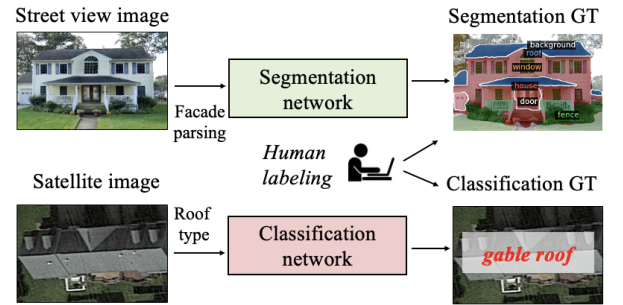 Street view image
Segmentation GT
background
roof
window
house
door
fence
Segmentation
network
Facade
parsing
Human
labeling
Satellite image
Classification GT
Roof
type
Classification
network
gable roof